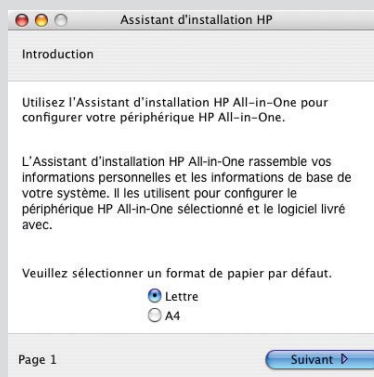 Assistant d'installation HP
Introduction
Utilisez l'Assistant d'installation HP All-in-One pour
configurer votre périphérique HP All-in-One.
L'Assistant d'installation HP All-in-One rassemble vos
informations personnelles et les informations de base de
votre système. Il les utilisent pour configurer le
périphérique HP All-in-One sélectionné et le logiciel livré
avec.
Veuillez sélectionner un format de papier par défaut.
Lettre
A4
Page 1
Suivant